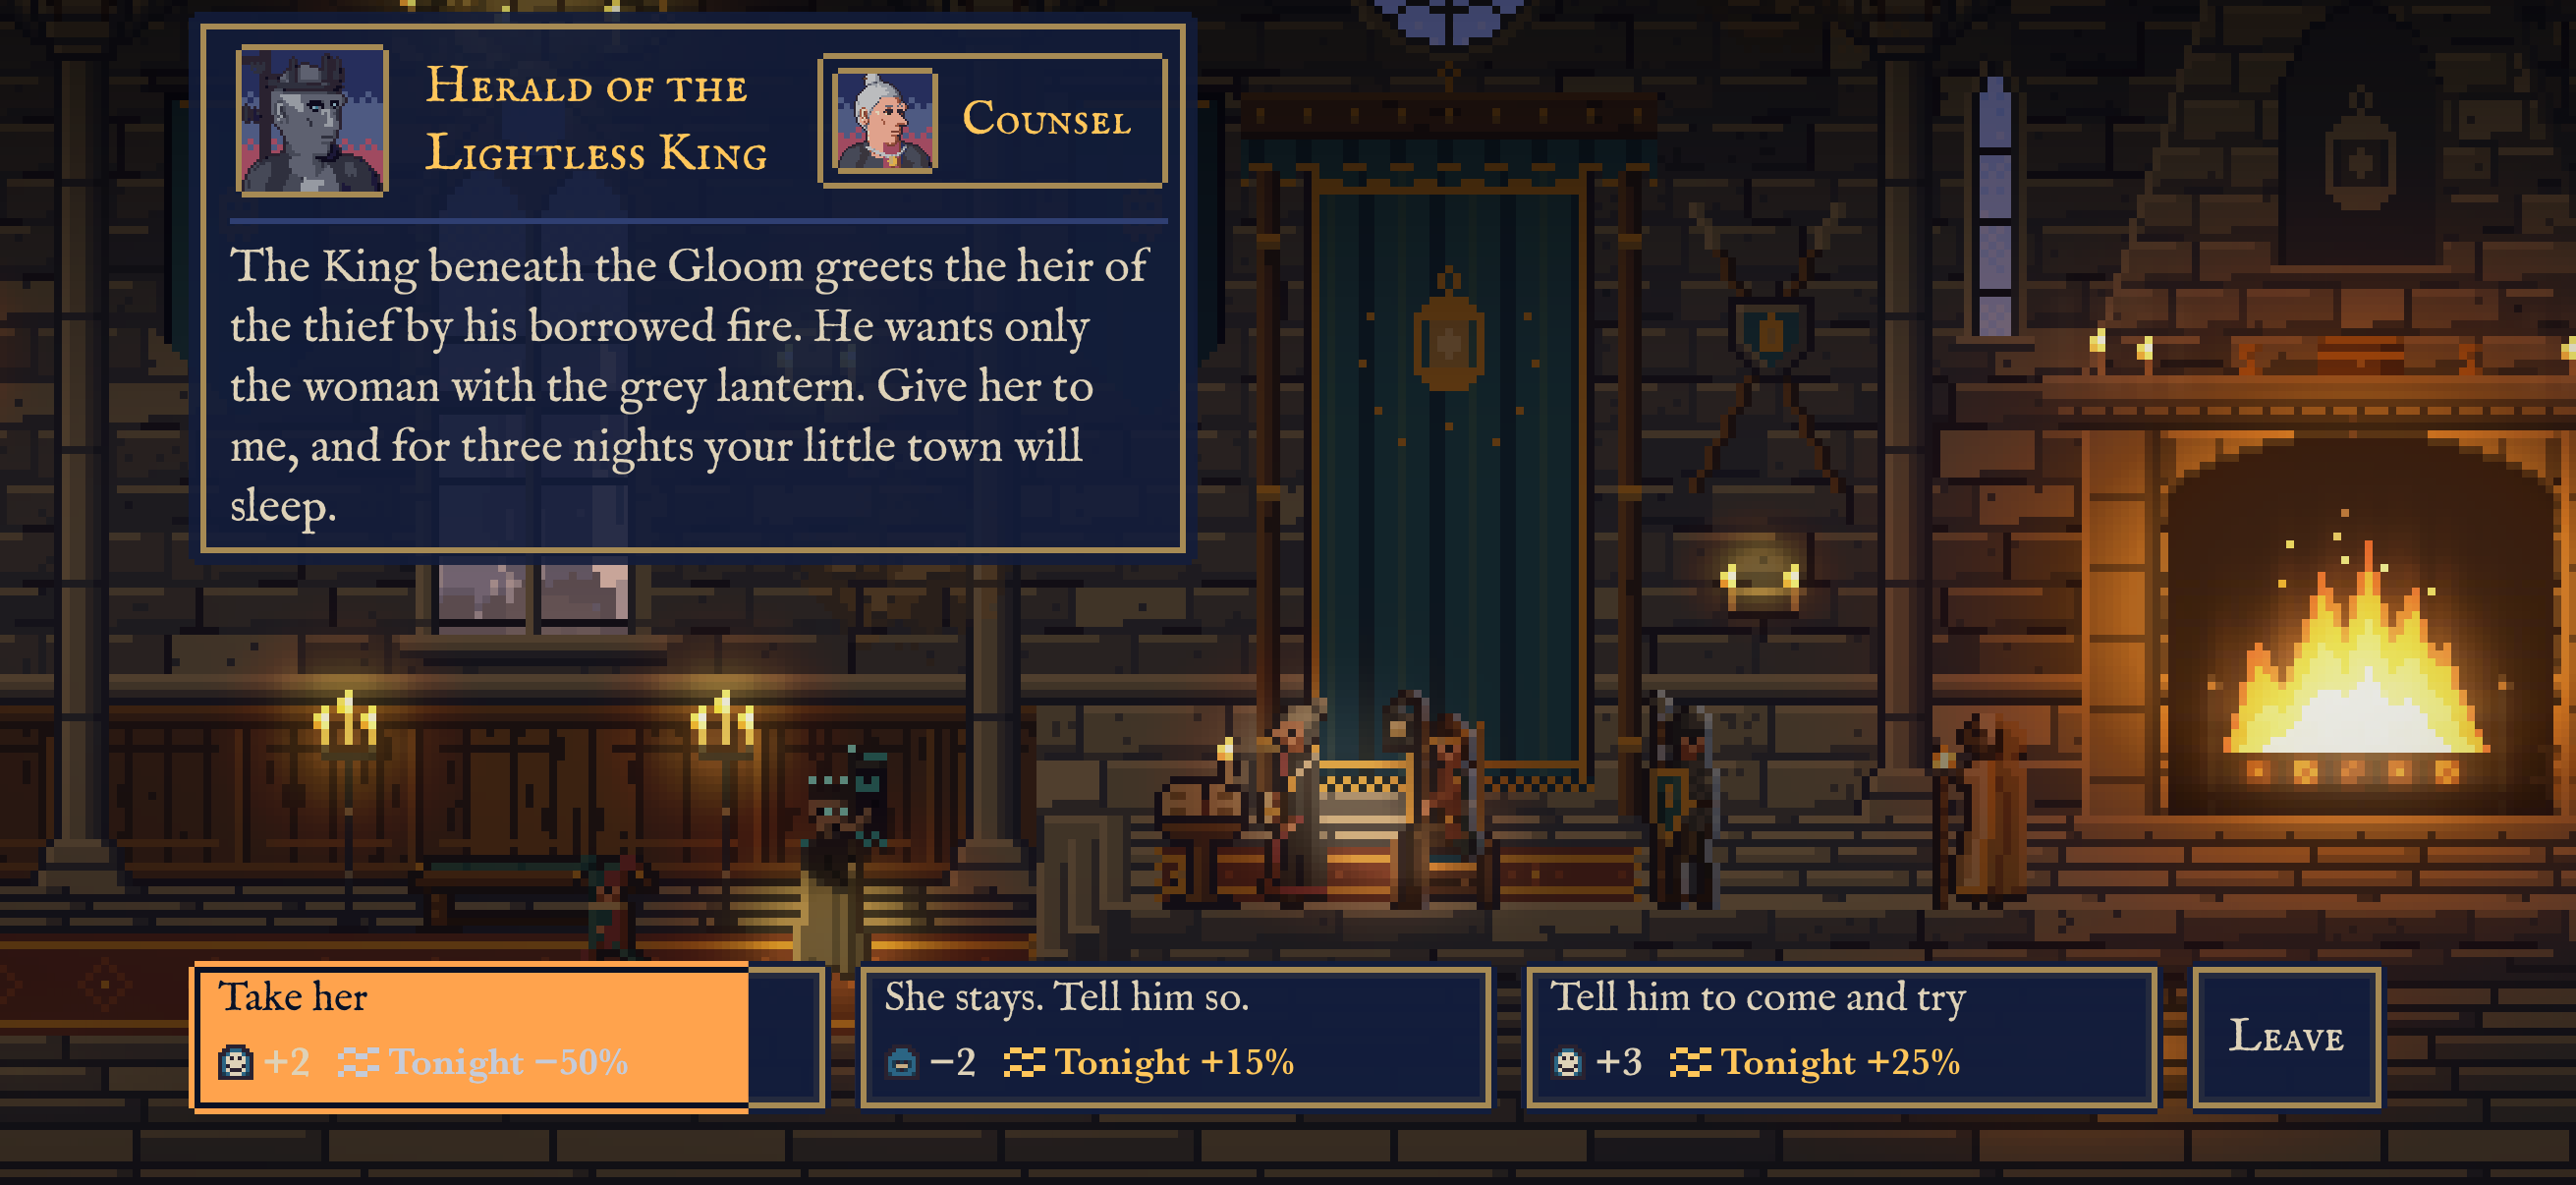 Herald of the
Lightless King
Counsel
The King beneath the Gloom greets the heir of
the thief by his borrowed fire. He wants only
the woman with the grey lantern. Give her to
me, and for three nights your little town will
sleep.
Take her
+2 Tonight −50%
She stays. Tell him so.
−2 Tonight +15%
Tell him to come and try
+3 Tonight +25%
Leave